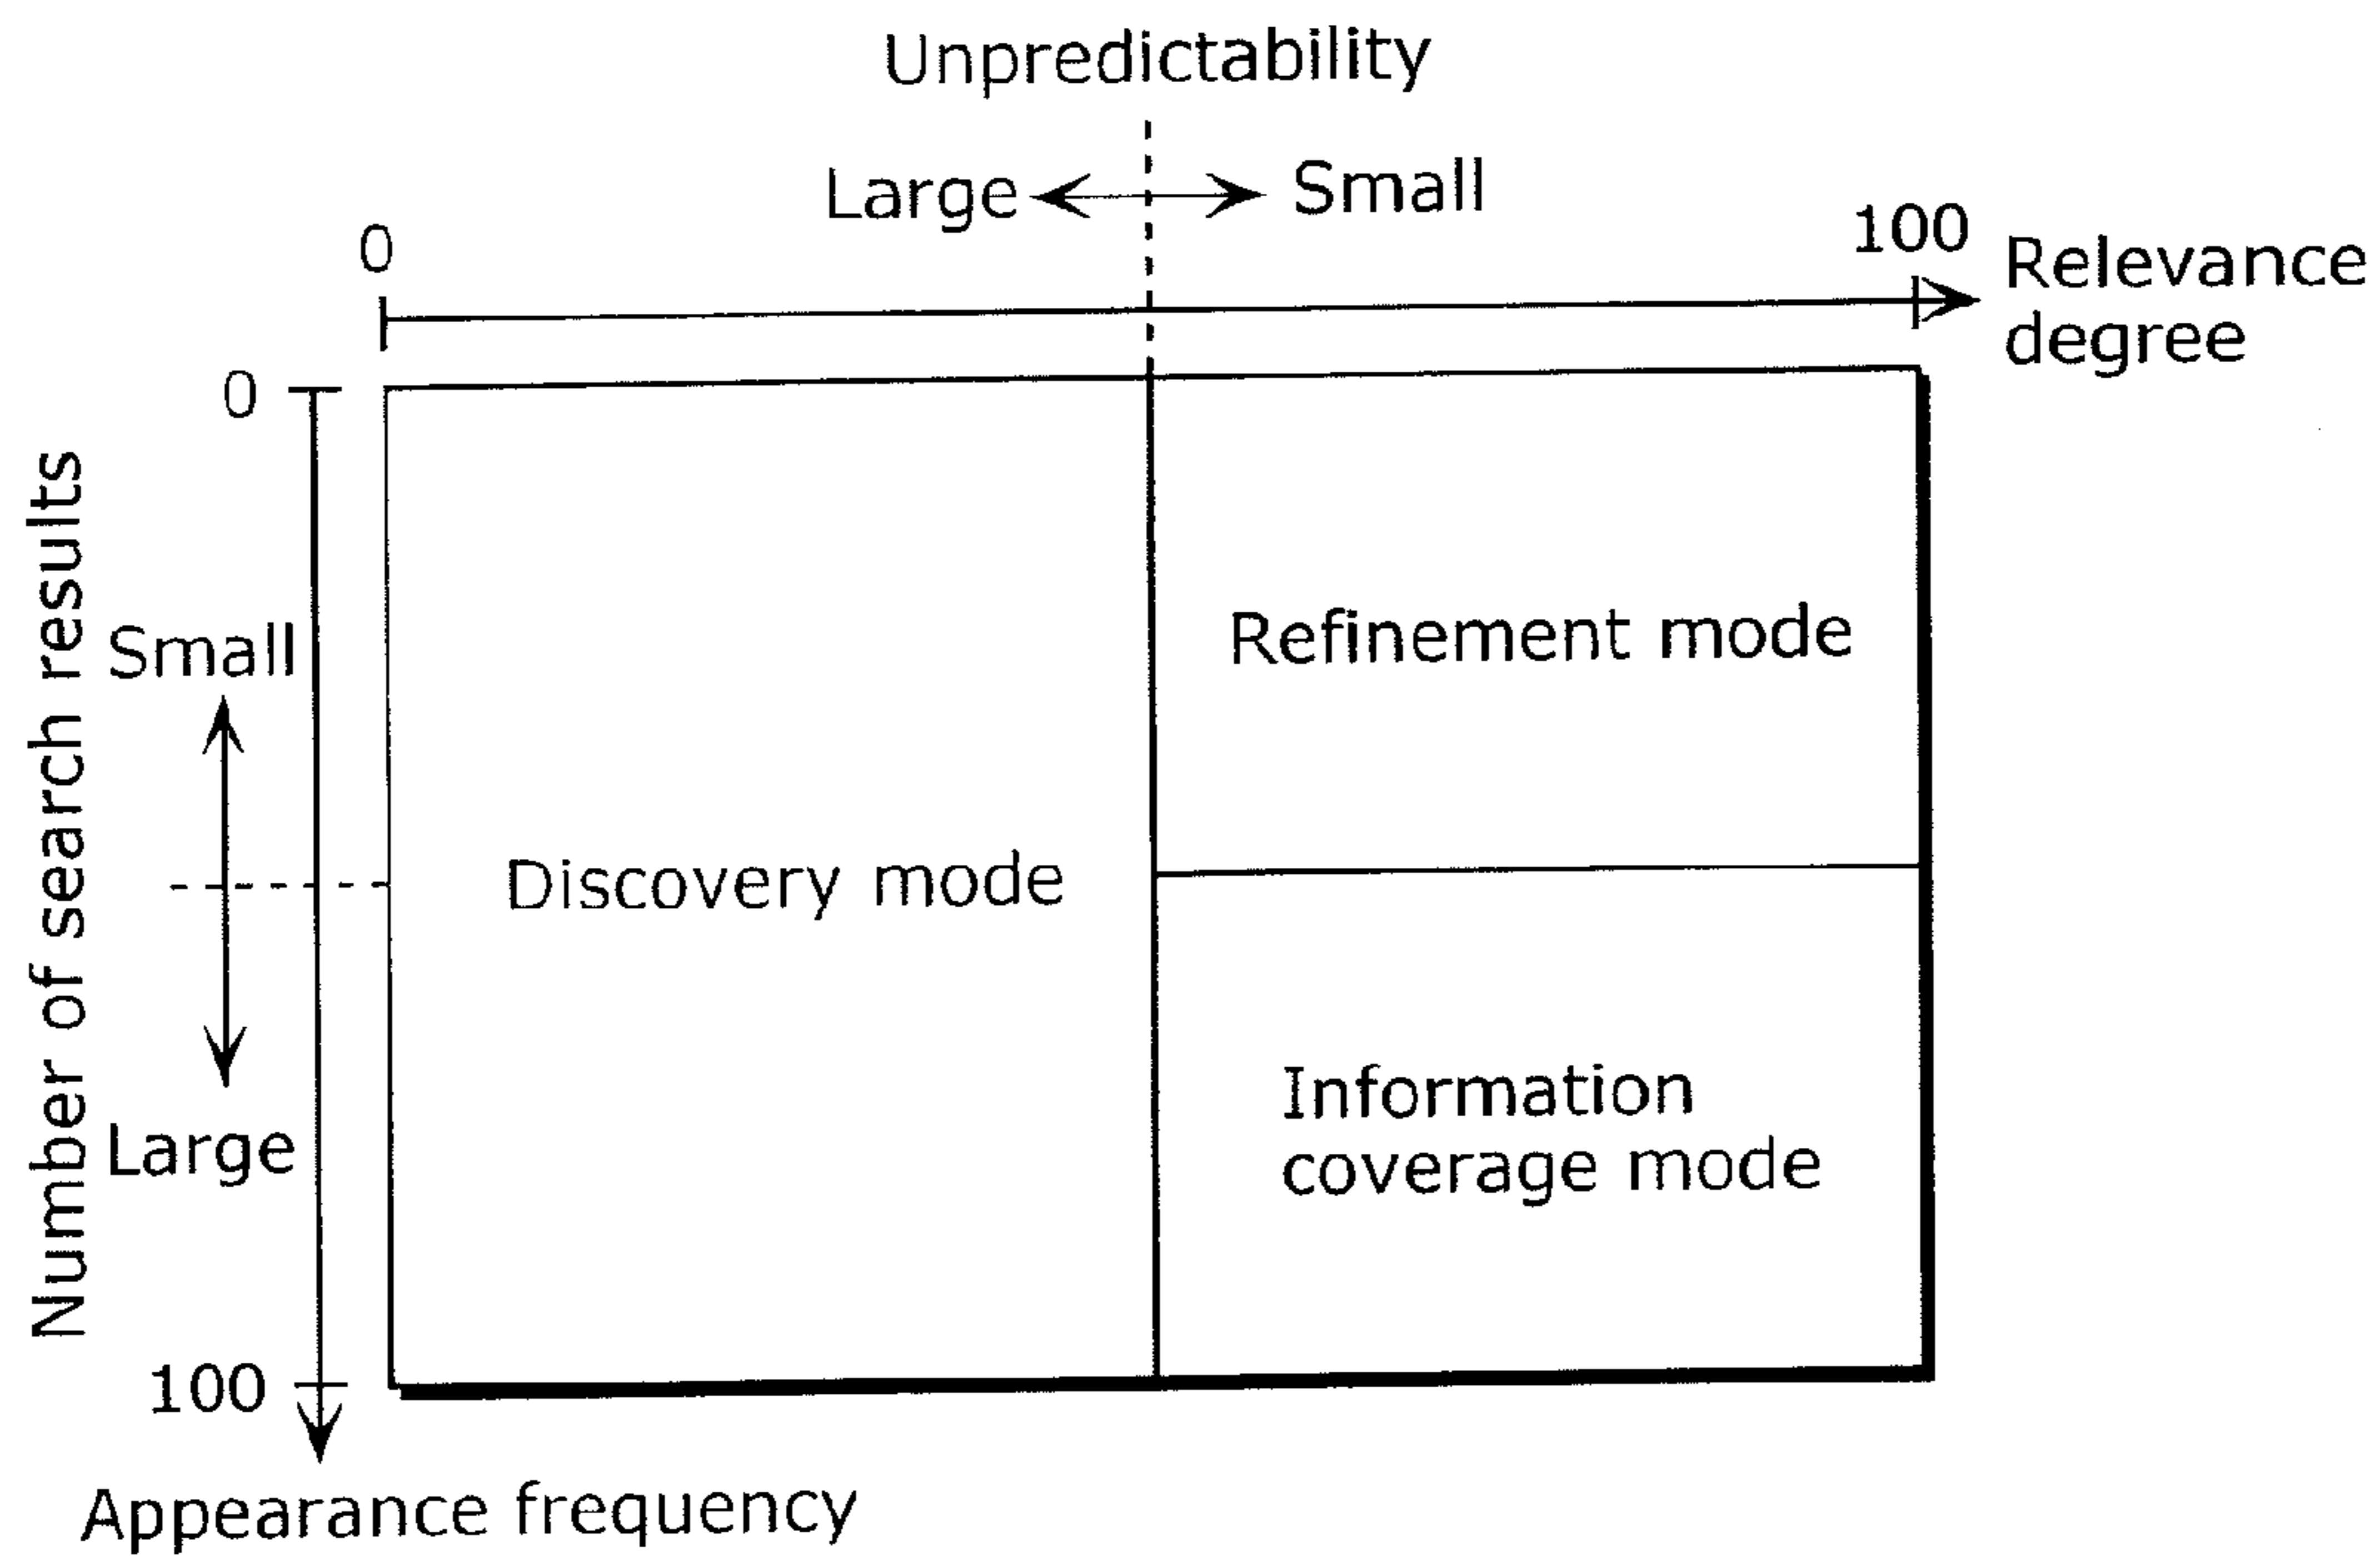 Unpredictability
Large
Small
0
100
Relevance
degree
0
Number of search results
Small
Large
Refinement mode
Discovery mode
Information
coverage mode
100
Appearance frequency